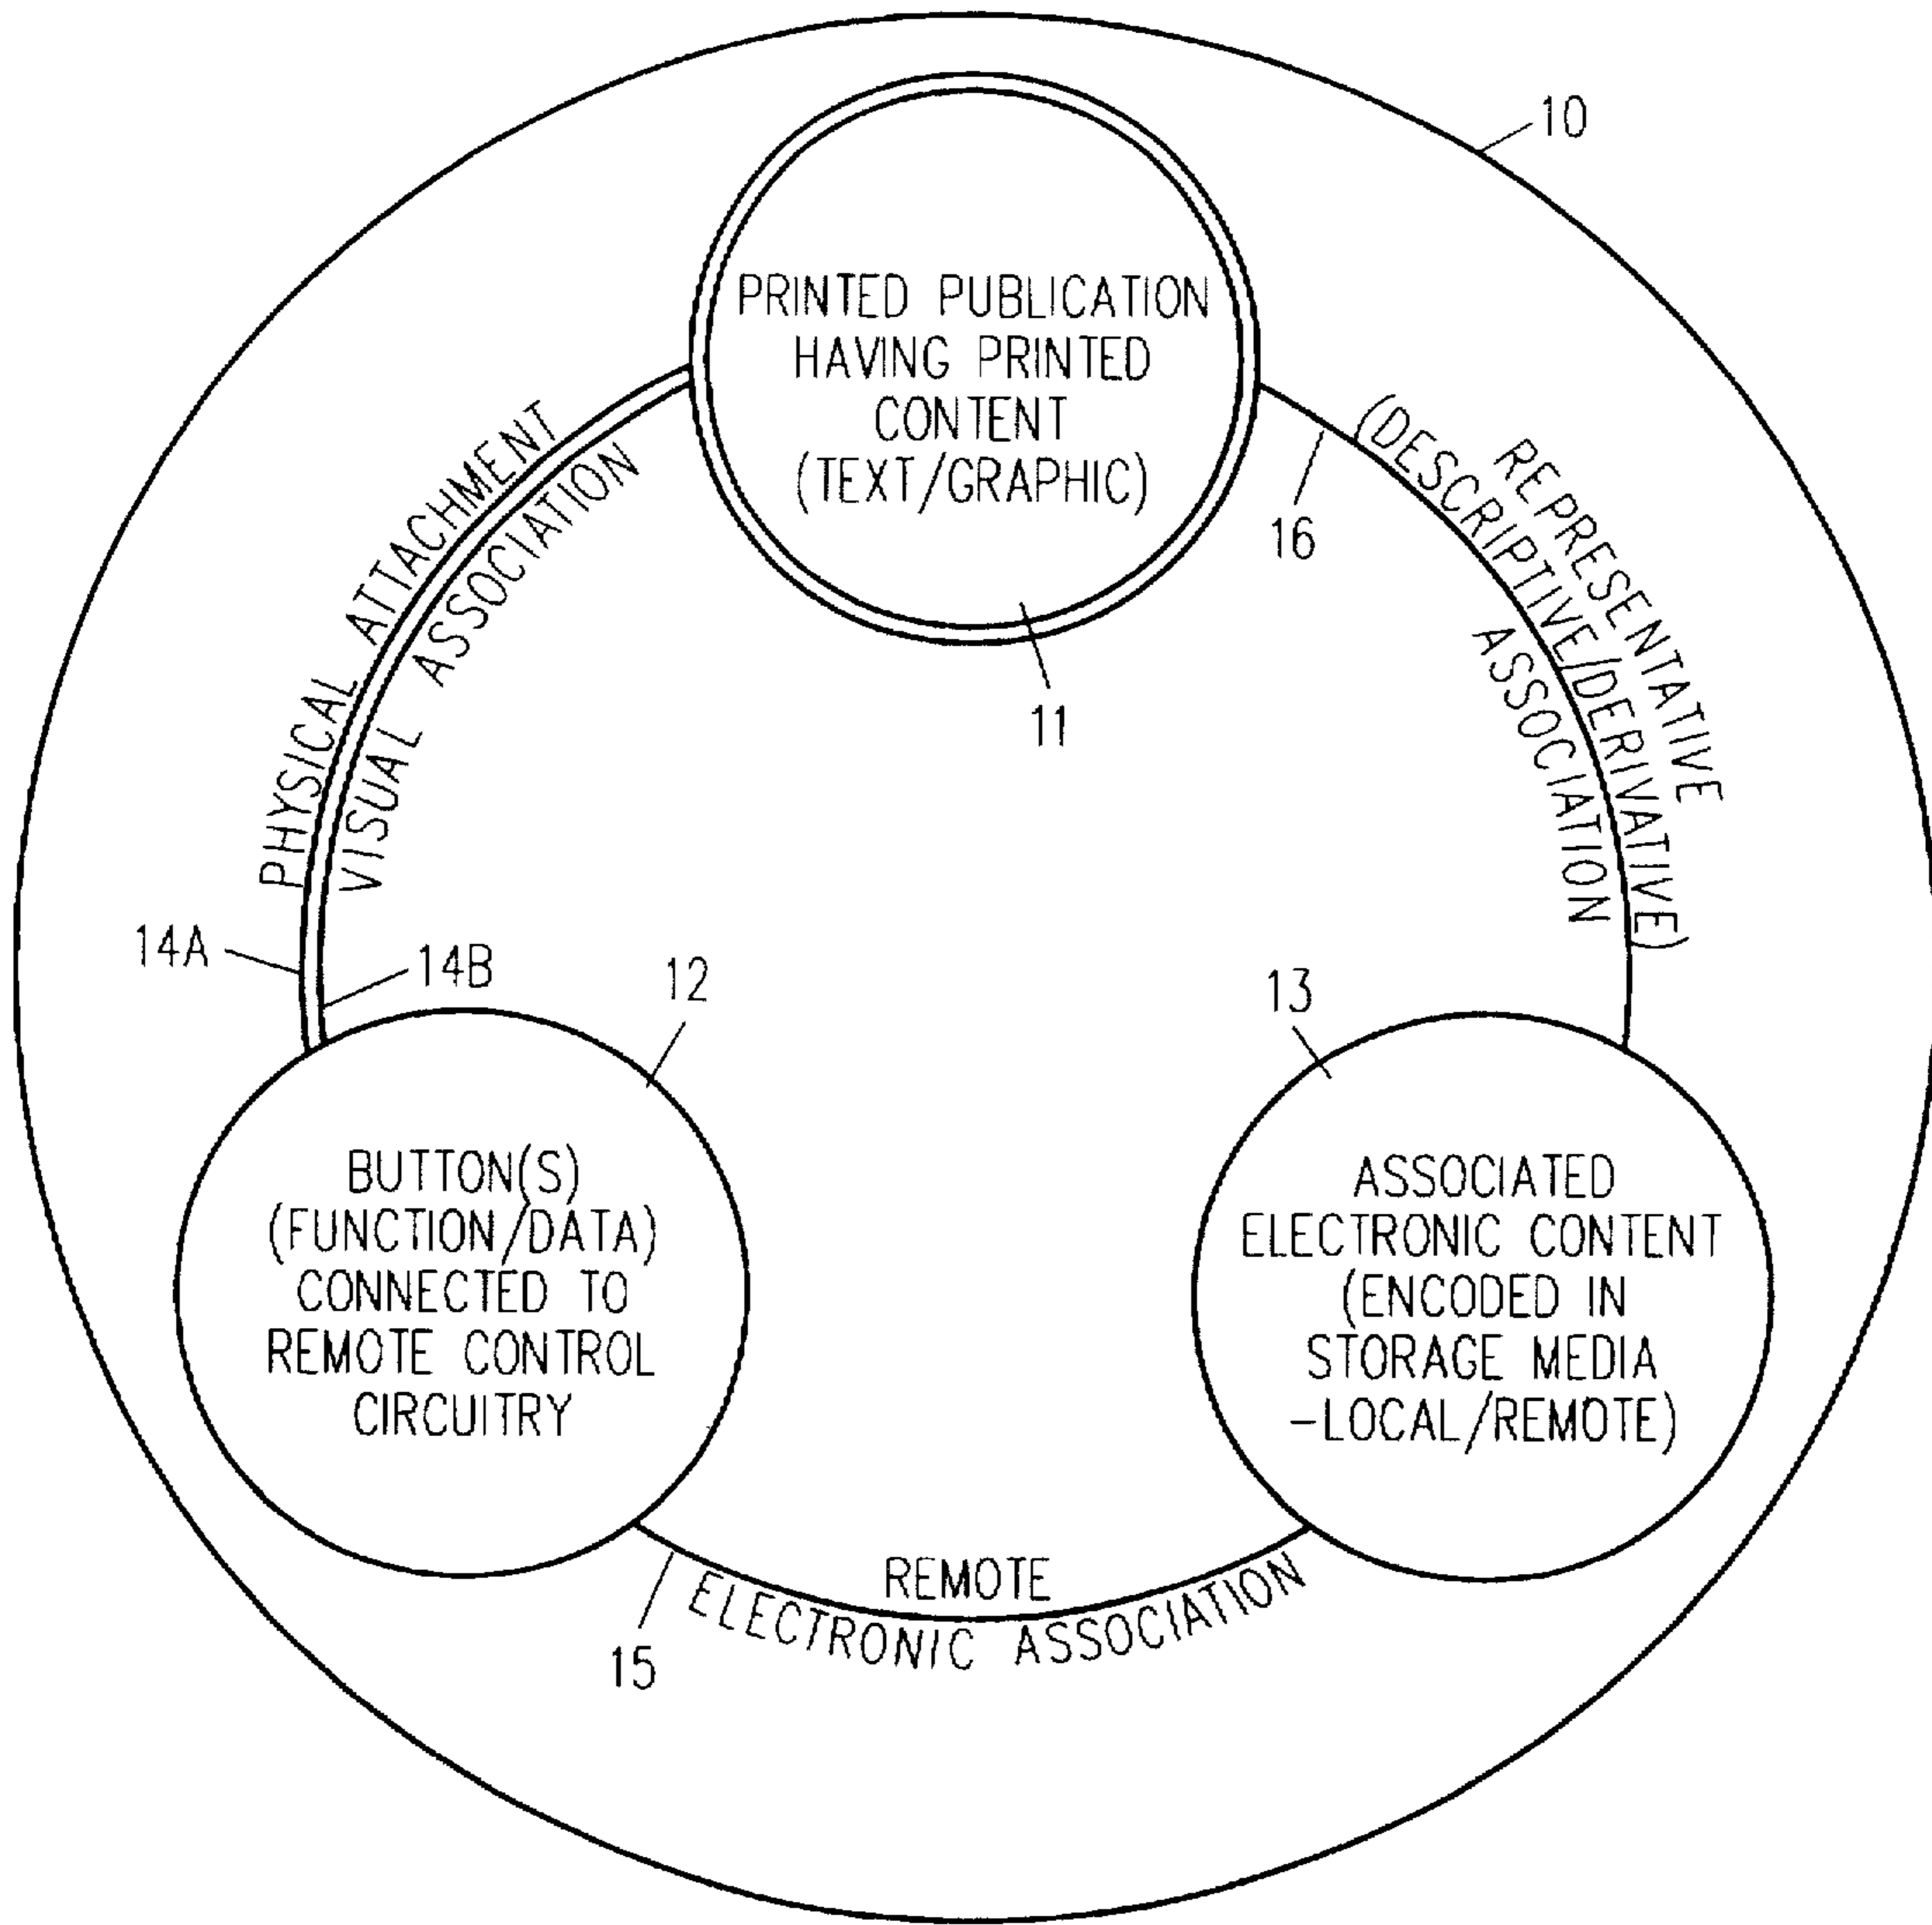 10
PRINTED PUBLICATION
HAVING PRINTED
CONTENT
(TEXT/GRAPHIC)
11
16
PHYSICAL ATTACHMENT
VISUAL ASSOCIATION
REPRESENTATIVE
(DESCRIPTIVE/DERIVATIVE)
ASSOCIATION
14A
14B
12
13
BUTTON(S)
(FUNCTION/DATA)
CONNECTED TO
REMOTE CONTROL
CIRCUITRY
ASSOCIATED
ELECTRONIC CONTENT
(ENCODED IN
STORAGE MEDIA
-LOCAL/REMOTE)
REMOTE
ELECTRONIC ASSOCIATION
15